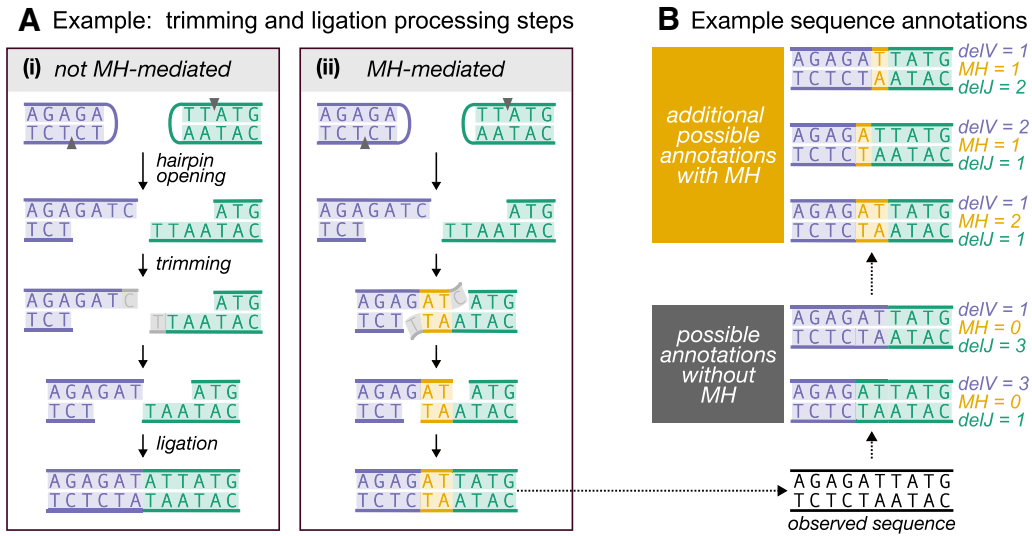 A Example: trimming and ligation processing steps
(i) not MH-mediated
AGAGA
TCTCT
TTATG
AATAC
hairpin
opening
AGAGATC
TCT
ATG
TTAATAC
trimming
AGAGATC
TCT
ATG
TTAATAC
AGAGAT
TCT
ATG
TAATAC
ligation
AGAGATATTATG
TCTCTATAATAC
(ii) MH-mediated
AGAGA
TCTCT
TTATG
AATAC
AGAGATC
TCT
ATG
TTAATAC
AGAGATC ATG
TCT TTAATAC
AGAGAT ATG
TCT TAATAC
AGAGATTATG
TCTCTAATAC
B Example sequence annotations
additional
possible
annotations
with MH
AGAGATTATG
TCTCTAATAC
delV = 1
MH = 1
delJ = 2
AGAGATTATG
TCTCTAATAC
delV = 2
MH = 1
delJ = 1
AGAGATTATG
TCTCTAATAC
delV = 1
MH = 2
delJ = 1
possible
annotations
without
MH
AGAGATTATG
TCTCTAATAC
delV = 1
MH = 0
delJ = 3
AGAGATTATG
TCTCTAATAC
delV = 3
MH = 0
delJ = 1
AGAGATTATG
TCTCTAATAC
observed sequence